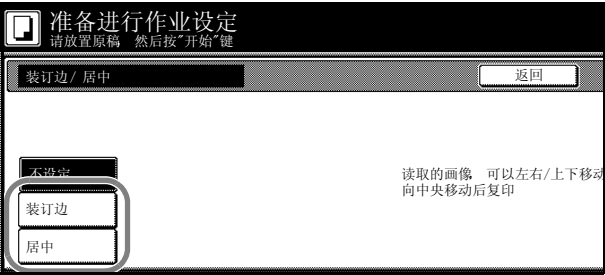 准备进行作业设定
请放置原稿 然后按″开始″键
装订边/ 居中
返回
不设定
读取的画像 可以左右/上下移动
向中央移动后复印
装订边
居中